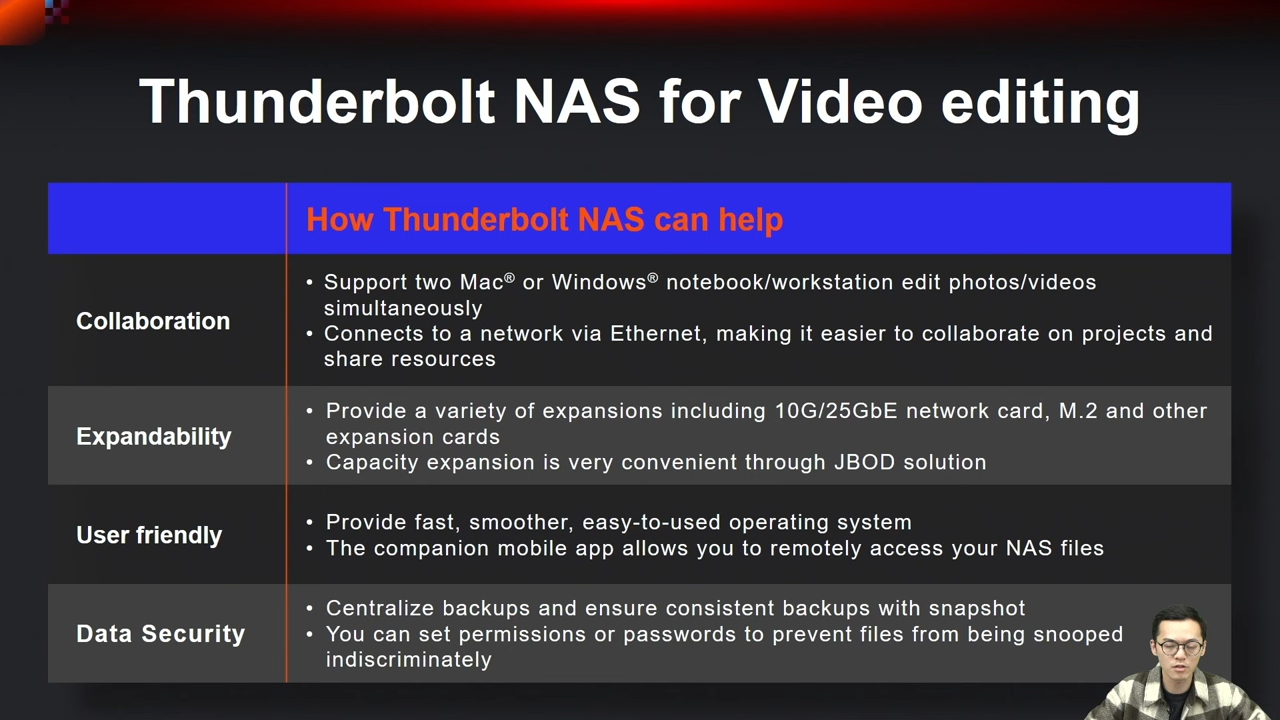 Thunderbolt NAS for Video editing
How Thunderbolt NAS can help
Collaboration
• Support two Mac® or Windows® notebook/workstation edit photos/videos
simultaneously
• Connects to a network via Ethernet, making it easier to collaborate on projects and
share resources
Expandability
• Provide a variety of expansions including 10G/25GbE network card, M.2 and other
expansion cards
• Capacity expansion is very convenient through JBOD solution
User friendly
• Provide fast, smoother, easy-to-used operating system
• The companion mobile app allows you to remotely access your NAS files
Data Security
• Centralize backups and ensure consistent backups with snapshot
• You can set permissions or passwords to prevent files from being snooped
indiscriminately